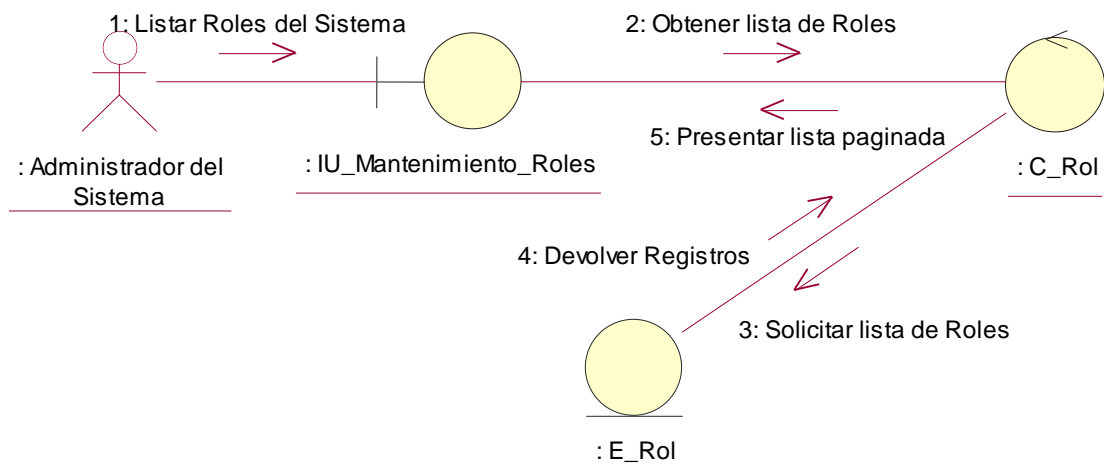 1: Listar Roles del Sistema
2: Obtener lista de Roles
5: Presentar lista paginada
: Administrador del
Sistema
: IU_Mantenimiento_Roles
: C_Rol
4: Devolver Registros
3: Solicitar lista de Roles
: E_Rol